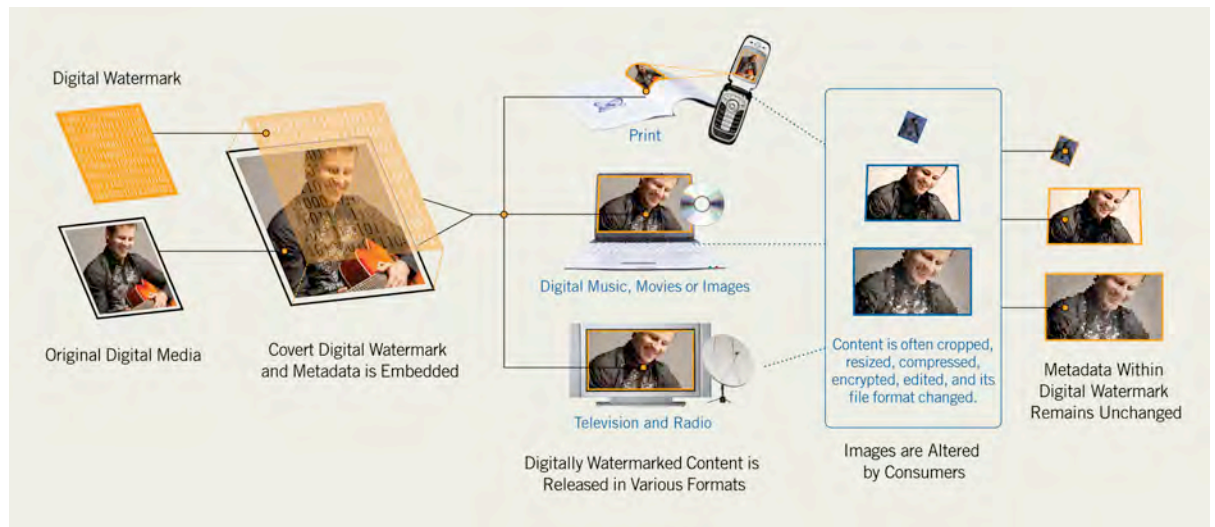 Digital Watermark
Original Digital Media
Covert Digital Watermark
and Metadata is Embedded
Print
Digital Music, Movies or Images
Television and Radio
Digitally Watermarked Content is
Released in Various Formats
Content is often cropped,
resized, compressed,
encrypted, edited, and its
file format changed.
Images are Altered
by Consumers
Metadata Within
Digital Watermark
Remains Unchanged